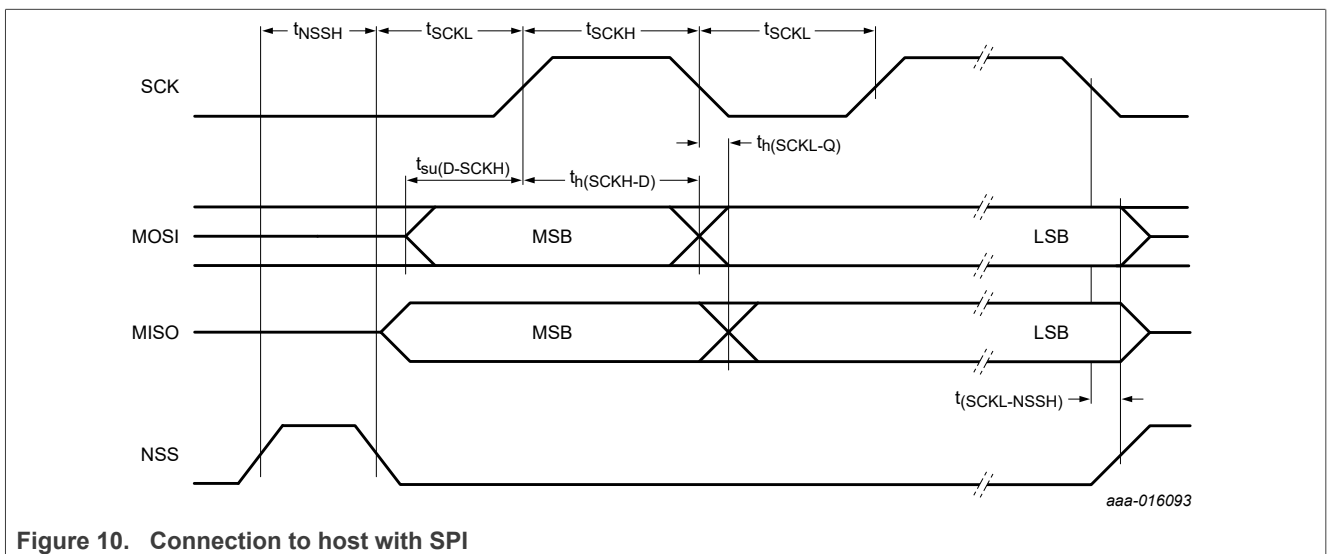 tNSSH tSCKL tSCKH tSCKL
SCK
th(SCKL-Q)
tsu(D-SCKH) th(SCKH-D)
MOSI MSB LSB
MISO MSB LSB
t(SCKL-NSSH)
NSS
aaa-016093
Figure 10. Connection to host with SPI